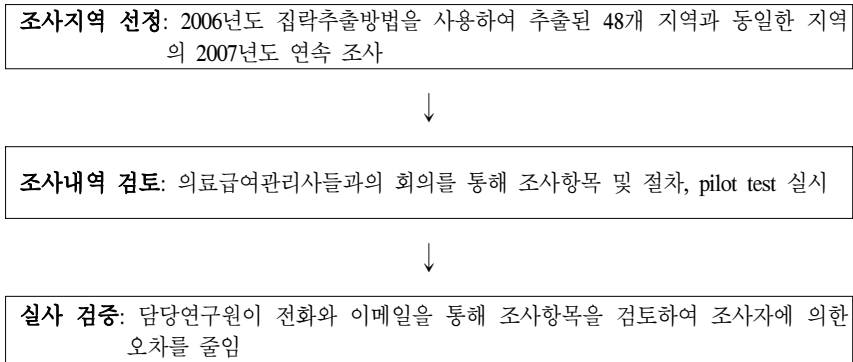 조사지역 선정: 2006년도 집락추출방법을 사용하여 추출된 48개 지역과 동일한 지역
의 2007년도 연속 조사
↓
조사내역 검토: 의료급여관리사들과의 회의를 통해 조사항목 및 절차, pilot test 실시
↓
실사 검증: 담당연구원이 전화와 이메일을 통해 조사항목을 검토하여 조사자에 의한
오차를 줄임